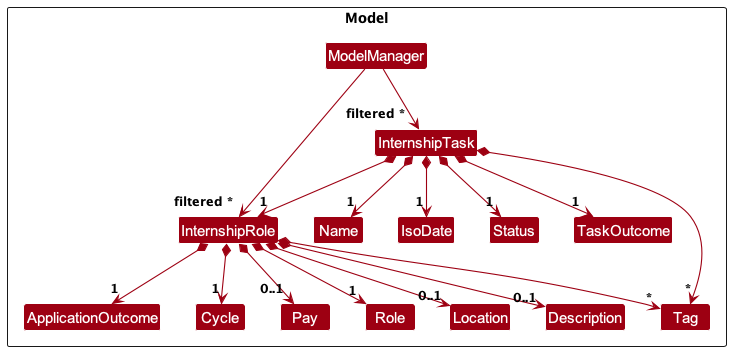 Model
ModelManager
filtered *
InternshipTask
filtered * 1 1 1 1 1
InternshipRole Name IsoDate Status TaskOutcome
1 1 0..1 1 0..1 0..1 * *
ApplicationOutcome Cycle Pay Role Location Description Tag